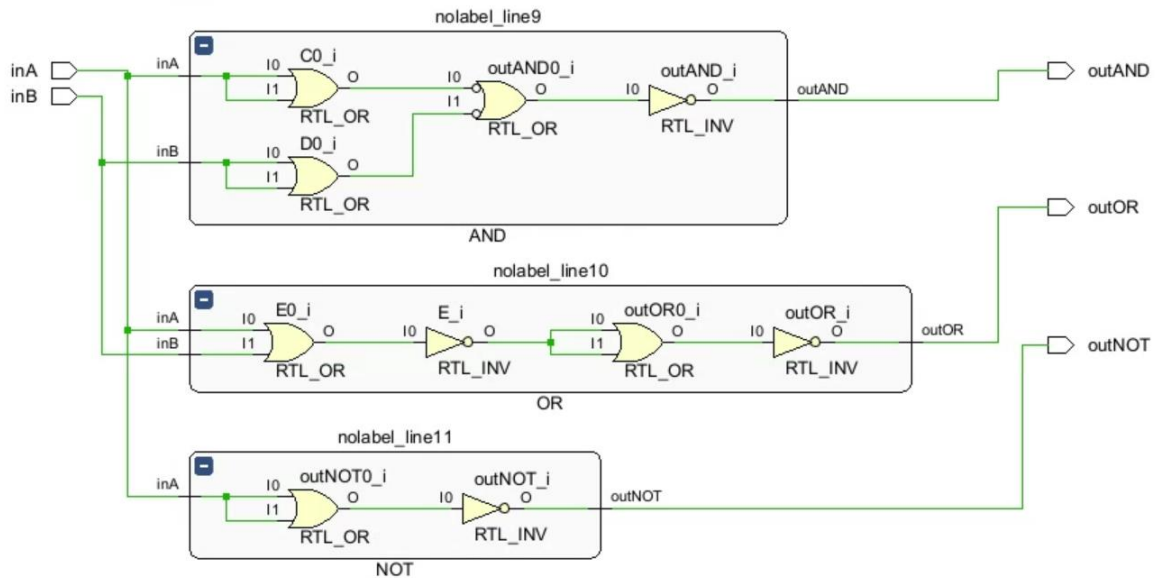 nolabel_line9
inA
inB
inA
I0
I1
C0_i
O
RTL_OR
inB
I0
I1
D0_i
O
RTL_OR
I0
I1
outAND0_i
O
RTL_OR
I0
outAND_i
O
RTL_INV
outAND
outAND
AND
nolabel_line10
inA
inB
I0
I1
E0_i
O
RTL_OR
I0
E_i
O
RTL_INV
I0
I1
outOR0_i
O
RTL_OR
I0
outOR_i
O
RTL_INV
outOR
outOR
OR
nolabel_line11
inA
I0
I1
outNOT0_i
O
RTL_OR
I0
outNOT_i
O
RTL_INV
outNOT
outNOT
NOT